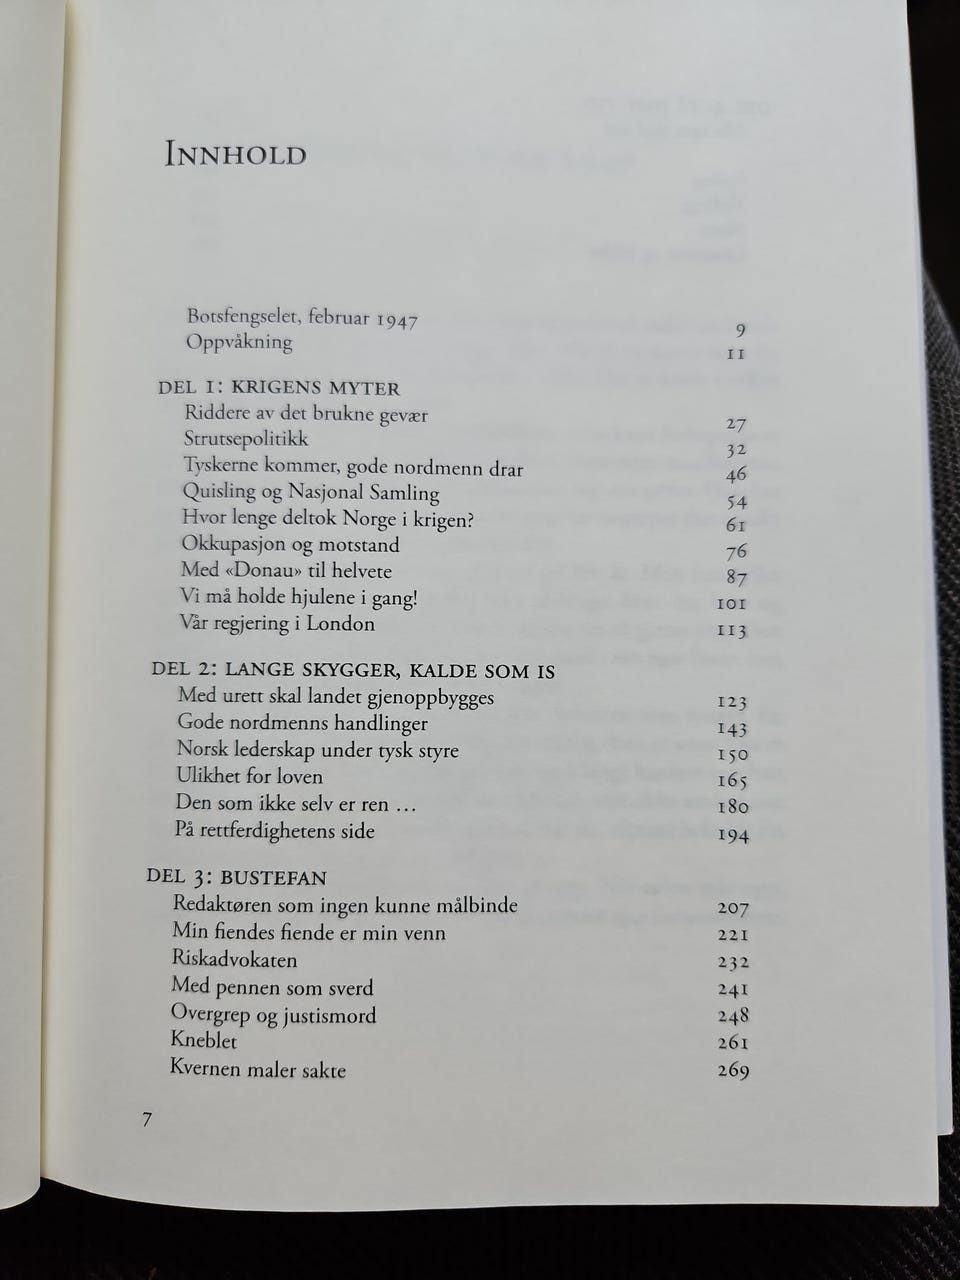 INNHOLD
Botsfengselet, februar 1947 9
Oppvåkning 11
DEL 1: KRIGENS MYTER
Riddere av det brukne gevær 27
Strutsepolitikk 32
Tyskerne kommer, gode nordmenn drar 46
Quisling og Nasjonal Samling 54
Hvor lenge deltok Norge i krigen? 61
Okkupasjon og motstand 76
Med «Donau» til helvete 87
Vi må holde hjulene i gang! 101
Vår regjering i London 113
DEL 2: LANGE SKYGGER, KALDE SOM IS
Med urett skal landet gjenoppbygges 123
Gode nordmenns handlinger 143
Norsk lederskap under tysk styre 150
Ulikhet for loven 165
Den som ikke selv er ren … 180
På rettferdighetens side 194
DEL 3: BUSTEFAN
Redaktøren som ingen kunne målbinde 207
Min fiendes fiende er min venn 221
Riskadvokaten 232
Med pennen som sverd 241
Overgrep og justismord 248
Kneblet 261
Kvernen maler sakte 269
7